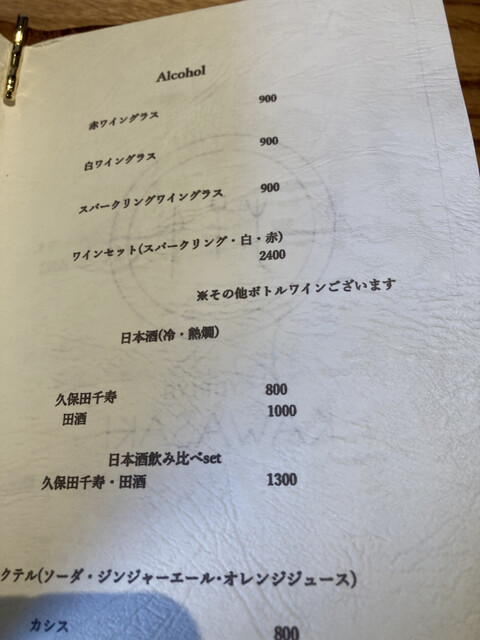 Alcohol
赤ワイングラス 900
白ワイングラス 900
スパークリングワイングラス 900
ワインセット(スパークリング・白・赤)
2400
※その他ボトルワインございます
日本酒(冷・熱燗)
久保田千寿 800
田酒 1000
日本酒飲み比べset
久保田千寿・田酒 1300
クテル(ソーダ・ジンジャーエール・オレンジジュース)
カシス 800